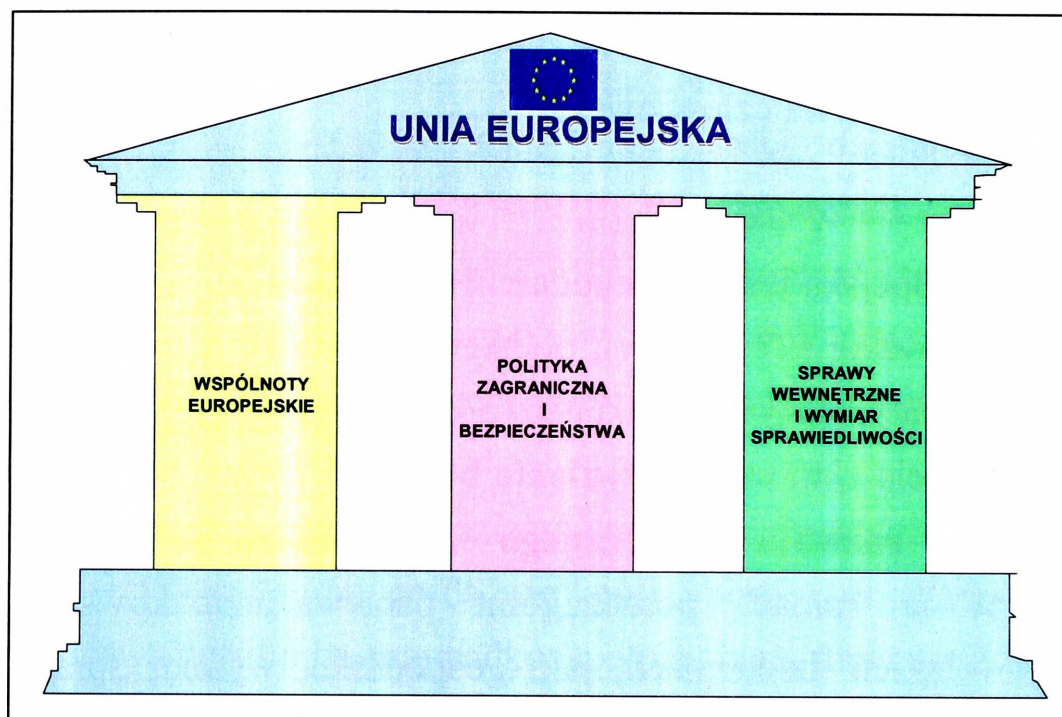 UNIA EUROPEJSKA
WSPÓLNOTY
EUROPEJSKIE
POLITYKA
ZAGRANICZNA
I
BEZPIECZEŃSTWA
SPRAWY
WEWNĘTRZNE
I WYMIAR
SPRAWIEDLIWOŚCI